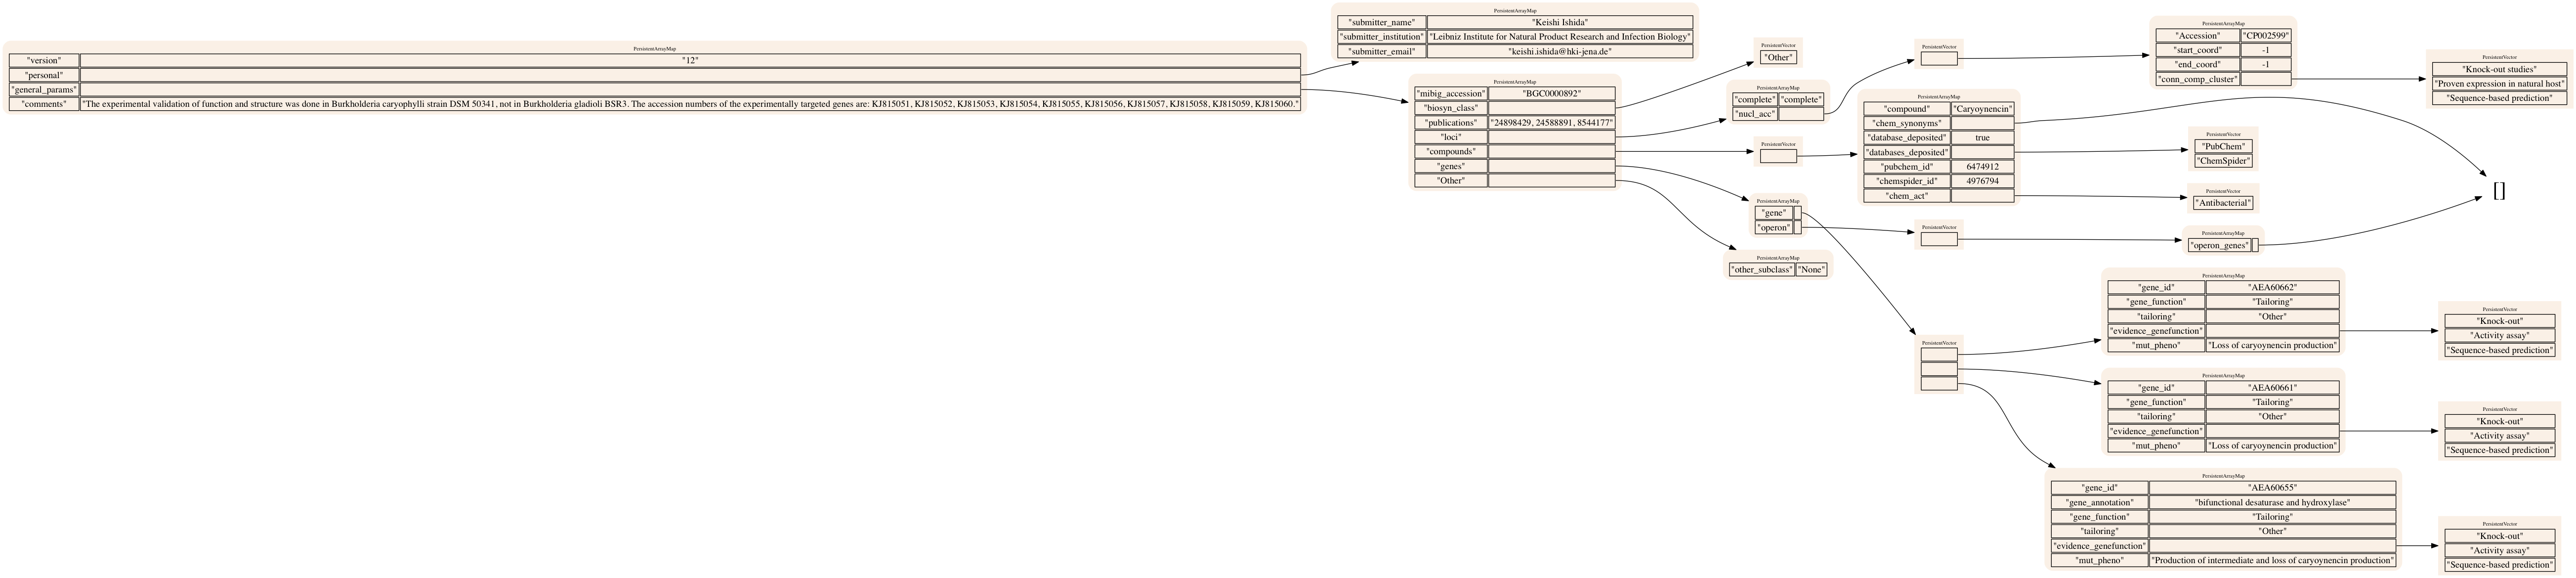 PersistentArrayMap
"version" "12"
"personal"
"general_params"
"comments" "The experimental validation of function and structure was done in Burkholderia caryophylli strain DSM 50341, not in Burkholderia gladioli BSR3. The accession numbers of the experimentally targeted genes are: KJ815051, KJ815052, KJ815053, KJ815054, KJ815055, KJ815056, KJ815057, KJ815058, KJ815059, KJ815060."
PersistentArrayMap
"submitter_name" "Keishi Ishida"
"submitter_institution" "Leibniz Institute for Natural Product Research and Infection Biology"
"submitter_email" "keishi.ishida@hki-jena.de"
PersistentArrayMap
"mibig_accession" "BGC0000892"
"biosyn_class"
"publications" "24898429, 24588891, 8544177"
"loci"
"compounds"
"genes"
"Other"
PersistentVector
"Other"
PersistentArrayMap
"complete" "complete"
"nucl_acc"
PersistentVector
PersistentArrayMap
"gene"
"operon"
PersistentArrayMap
"other_subclass" "None"
PersistentVector
PersistentArrayMap
"compound" "Caryoynencin"
"chem_synonyms"
"database_deposited" true
"databases_deposited"
"pubchem_id" 6474912
"chemspider_id" 4976794
"chem_act"
PersistentVector
PersistentVector
PersistentArrayMap
"Accession" "CP002599"
"start_coord" -1
"end_coord" -1
"conn_comp_cluster"
PersistentVector
"PubChem"
"ChemSpider"
PersistentVector
"Antibacterial"
PersistentArrayMap
"operon_genes"
PersistentArrayMap
"gene_id" "AEA60662"
"gene_function" "Tailoring"
"tailoring" "Other"
"evidence_genefunction"
"mut_pheno" "Loss of caryoynencin production"
PersistentArrayMap
"gene_id" "AEA60661"
"gene_function" "Tailoring"
"tailoring" "Other"
"evidence_genefunction"
"mut_pheno" "Loss of caryoynencin production"
PersistentArrayMap
"gene_id" "AEA60655"
"gene_annotation" "bifunctional desaturase and hydroxylase"
"gene_function" "Tailoring"
"tailoring" "Other"
"evidence_genefunction"
"mut_pheno" "Production of intermediate and loss of caryoynencin production"
PersistentVector
"Knock-out studies"
"Proven expression in natural host"
"Sequence-based prediction"
[]
PersistentVector
"Knock-out"
"Activity assay"
"Sequence-based prediction"
PersistentVector
"Knock-out"
"Activity assay"
"Sequence-based prediction"
PersistentVector
"Knock-out"
"Activity assay"
"Sequence-based prediction"